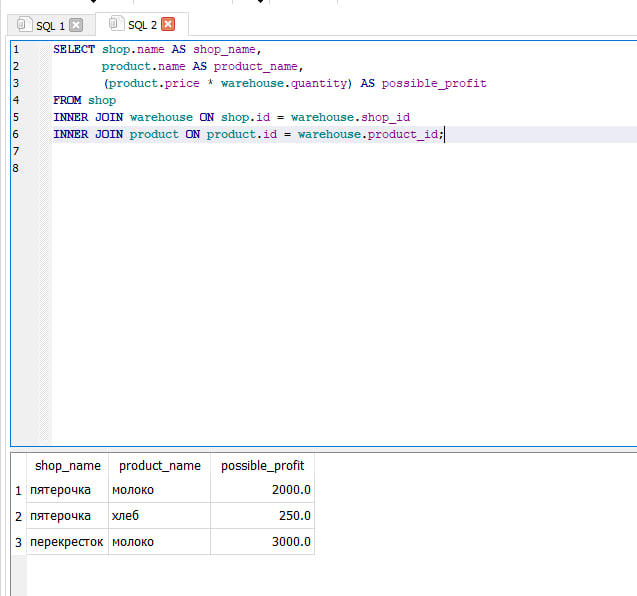 SQL 1 SQL 2
1 SELECT shop.name AS shop_name,
2 product.name AS product_name,
3 (product.price * warehouse.quantity) AS possible_profit
4 FROM shop
5 INNER JOIN warehouse ON shop.id = warehouse.shop_id
6 INNER JOIN product ON product.id = warehouse.product_id;
7
8
shop_name product_name possible_profit
1 пятерочка молоко 2000.0
2 пятерочка хлеб 250.0
3 перекресток молоко 3000.0